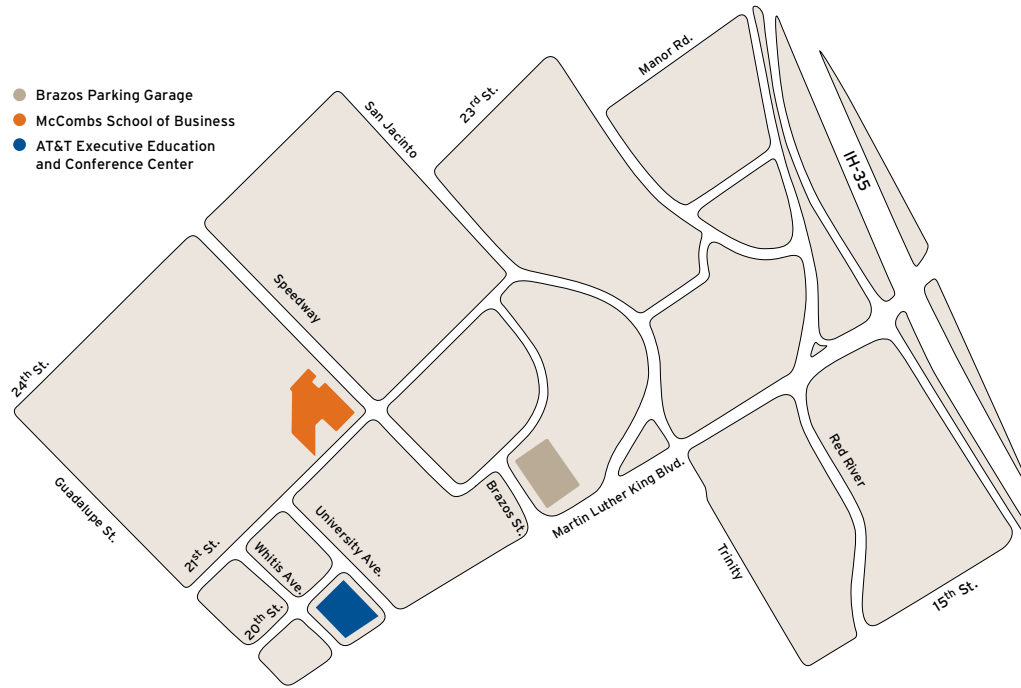 Brazos Parking Garage
McCombs School of Business
AT&T Executive Education
and Conference Center
Manor Rd.
23rd St.
San Jacinto
IH-35
Speedway
24th St.
Guadalupe St.
21st St.
Whitis Ave.
University Ave.
20th St.
Brazos St.
Martin Luther King Blvd.
Red River
Trinity
15th St.